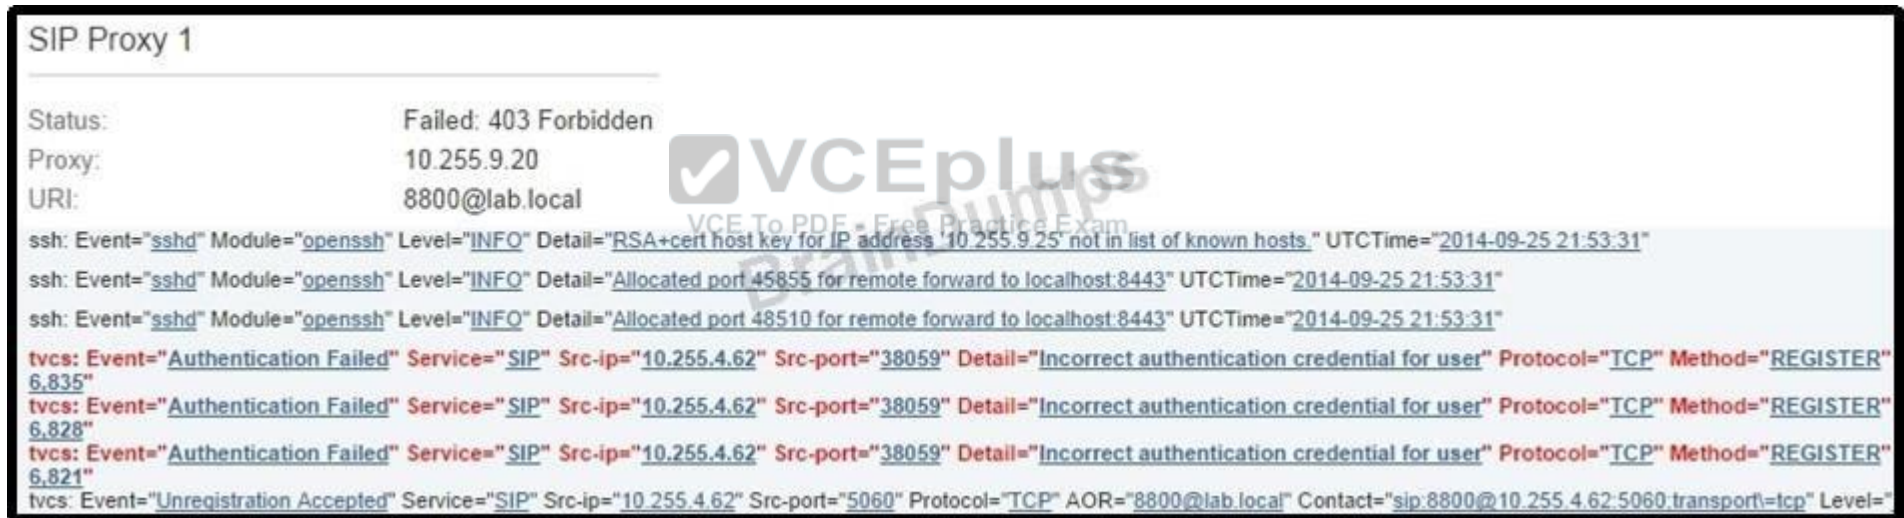 SIP Proxy 1
Status: Failed: 403 Forbidden
Proxy: 10.255.9.20
URI: 8800@lab.local
VCEplus
VCE To PDF - Free Practice Exam
BrainDumps
ssh: Event="sshd" Module="openssh" Level="INFO" Detail="RSA+cert host key for IP address '10.255.9.25' not in list of known hosts." UTCTime="2014-09-25 21:53:31"
ssh: Event="sshd" Module="openssh" Level="INFO" Detail="Allocated port 45855 for remote forward to localhost:8443" UTCTime="2014-09-25 21:53:31"
ssh: Event="sshd" Module="openssh" Level="INFO" Detail="Allocated port 48510 for remote forward to localhost:8443" UTCTime="2014-09-25 21:53:31"
tvcs: Event="Authentication Failed" Service="SIP" Src-ip="10.255.4.62" Src-port="38059" Detail="Incorrect authentication credential for user" Protocol="TCP" Method="REGISTER"
6,835"
tvcs: Event="Authentication Failed" Service="SIP" Src-ip="10.255.4.62" Src-port="38059" Detail="Incorrect authentication credential for user" Protocol="TCP" Method="REGISTER"
6,828"
tvcs: Event="Authentication Failed" Service="SIP" Src-ip="10.255.4.62" Src-port="38059" Detail="Incorrect authentication credential for user" Protocol="TCP" Method="REGISTER"
6,821"
tvcs: Event="Unregistration Accepted" Service="SIP" Src-ip="10.255.4.62" Src-port="5060" Protocol="TCP" AOR="8800@lab.local" Contact="sip:8800@10.255.4.62:5060;transport\=tcp" Level="